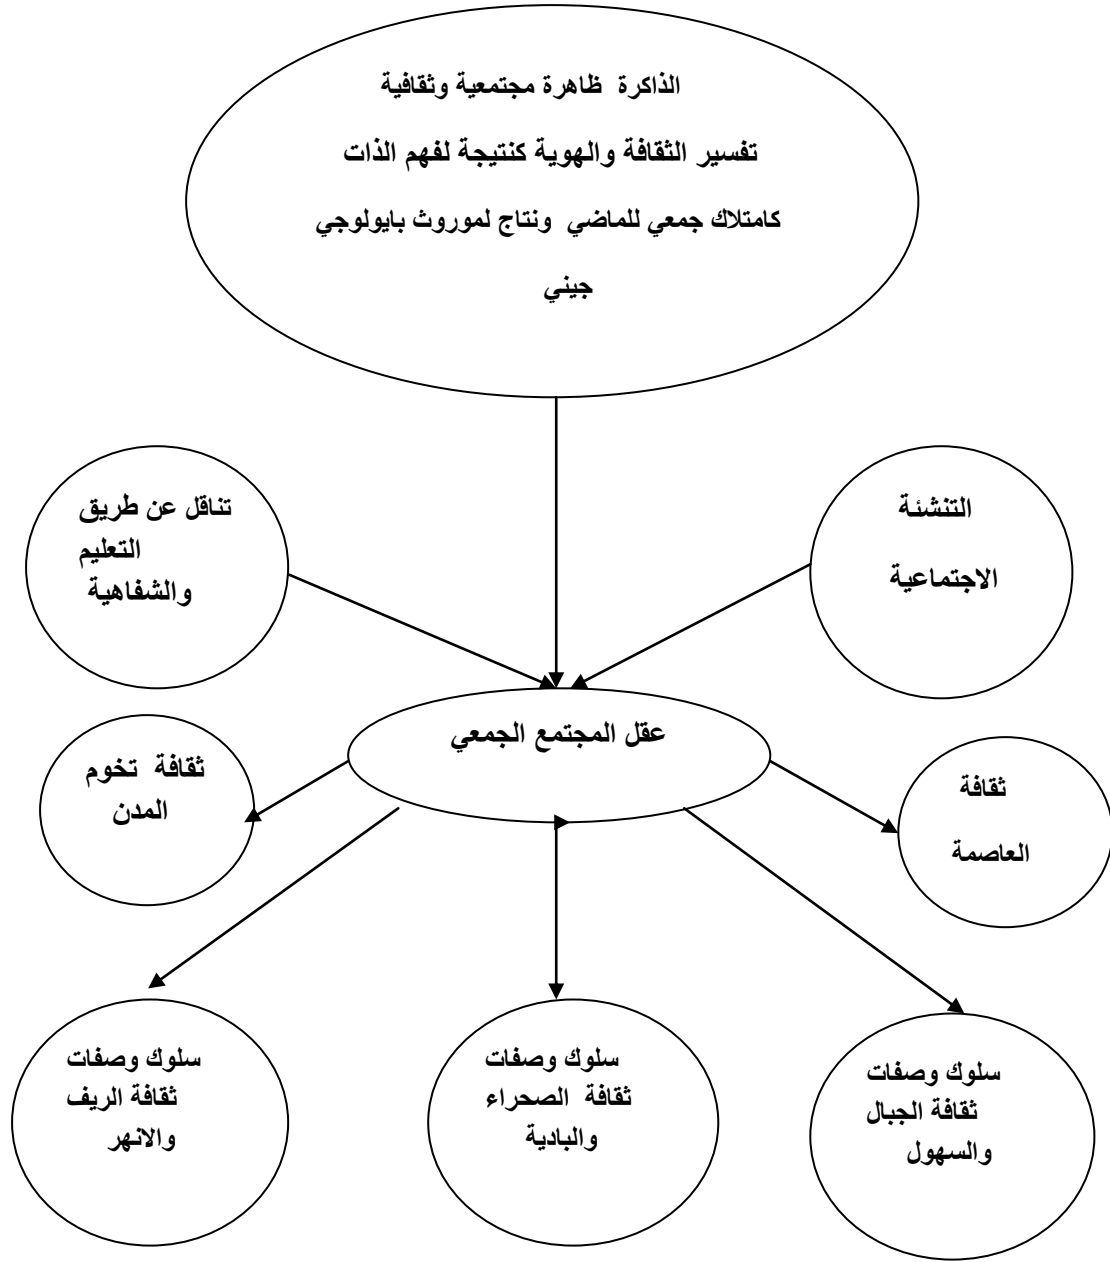 الذاكرة ظاهرة مجتمعية وثقافية
تفسير الثقافة والهوية كنتيجة لفهم الذات
كامتلاك جمعي للماضي ونتاج لموروث بايولوجي
جيني
التنشئة
الاجتماعية
تناقل عن طريق
التعليم
والشفاهية
عقل المجتمع الجمعي
ثقافة
العاصمة
ثقافة تخوم
المدن
سلوك وصفات
ثقافة الجبال
والسهول
سلوك وصفات
ثقافة الصحراء
والبادية
سلوك وصفات
ثقافة الريف
والانهر